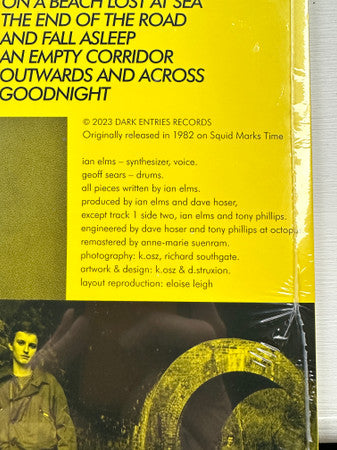 ON A BEACH LOST AT SEA
THE END OF THE ROAD
AND FALL ASLEEP
AN EMPTY CORRIDOR
OUTWARDS AND ACROSS
GOODNIGHT
© 2023 DARK ENTRIES RECORDS
Originally released in 1982 on Squid Marks Time
ian elms – synthesizer, voice.
geoff sears – drums.
all pieces written by ian elms.
produced by ian elms and dave hoser,
except track 1 side two, ian elms and tony phillips.
engineered by dave hoser and tony phillips at octop
remastered by anne-marie suenram.
photography: k.osz, richard southgate.
artwork & design: k.osz & d.struxion.
layout reproduction: eloise leigh